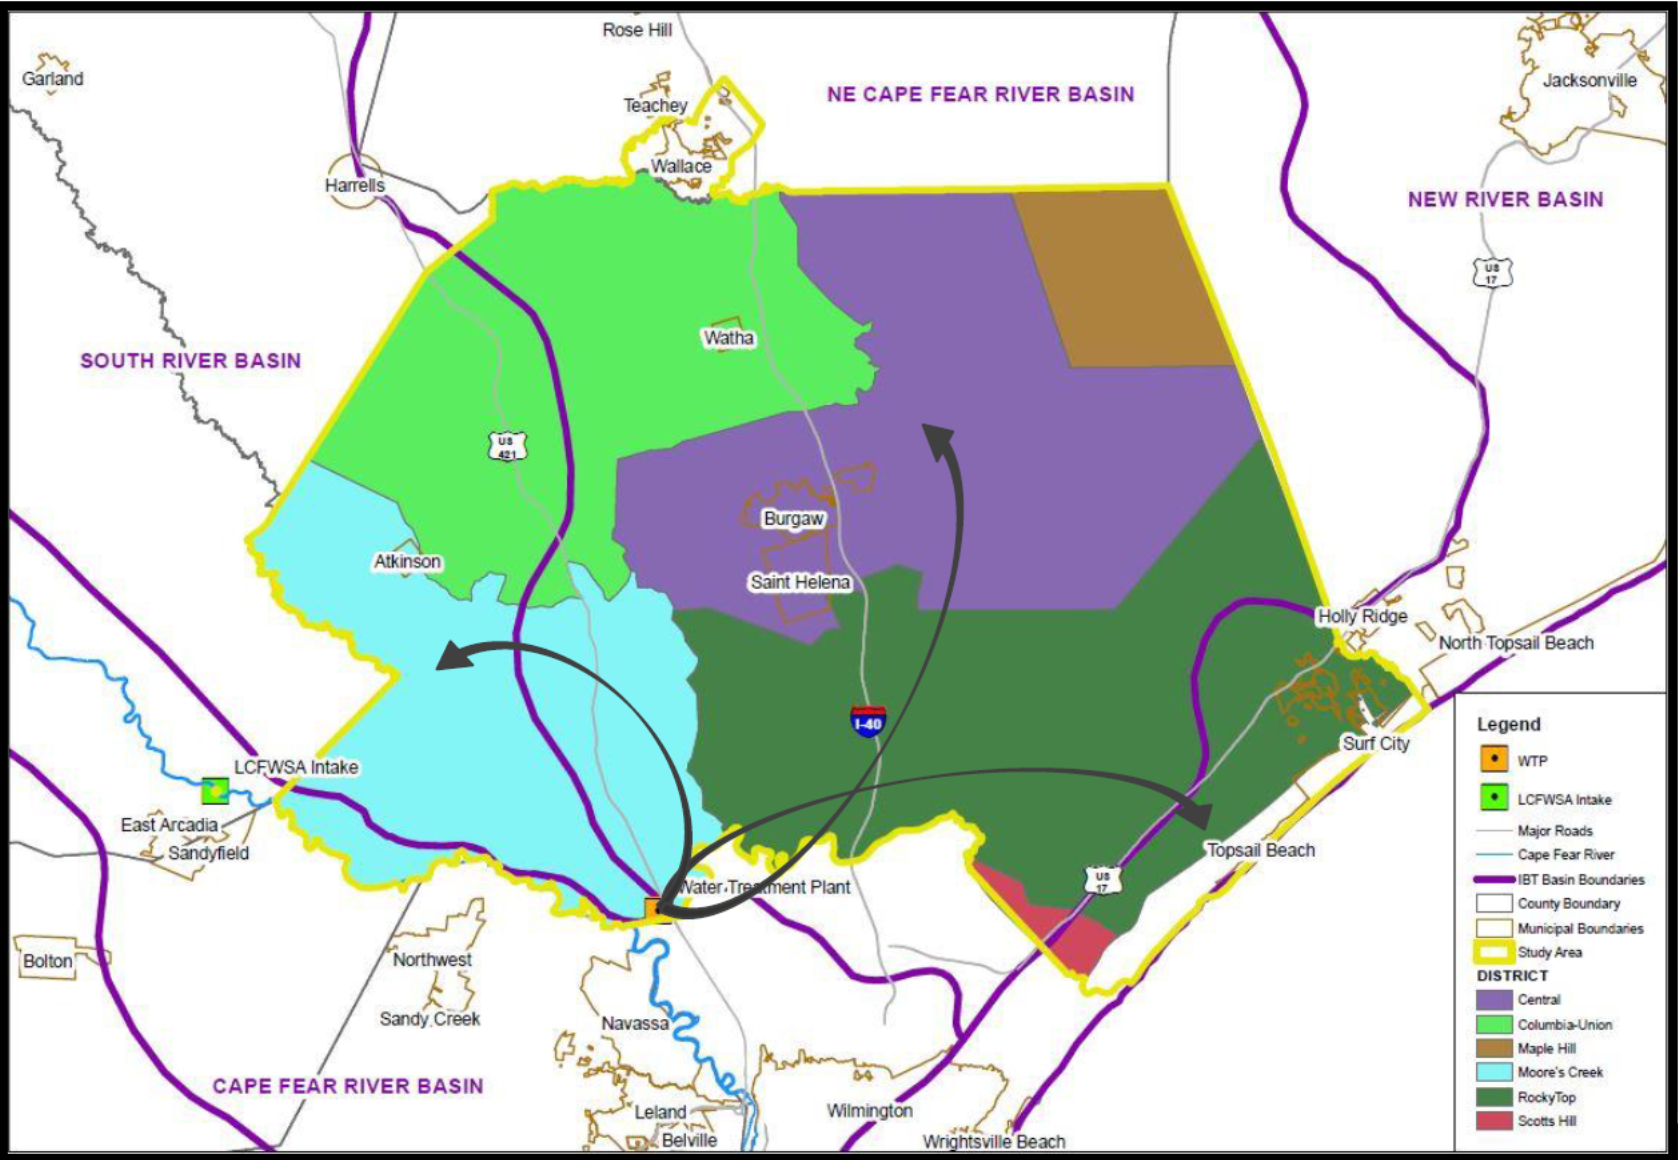 Rose Hill
Garland
Jacksonville
Teachey
NE CAPE FEAR RIVER BASIN
Wallace
Harrells
NEW RIVER BASIN
US
17
Watha
SOUTH RIVER BASIN
US
421
Burgaw
Atkinson
Saint Helena
Holly Ridge
North Topsail Beach
I-40
Surf City
LCFWSA Intake
East Arcadia
Sandyfield
Topsail Beach
US
17
Water Treatment Plant
Bolton
Northwest
Sandy Creek
Navassa
CAPE FEAR RIVER BASIN
Leland
Wilmington
Belville
Wrightsville Beach
Legend
WTP
LCFWSA Intake
Major Roads
Cape Fear River
IBT Basin Boundaries
County Boundary
Municipal Boundaries
Study Area
DISTRICT
Central
Columbia-Union
Maple Hill
Moore's Creek
RockyTop
Scotts Hill